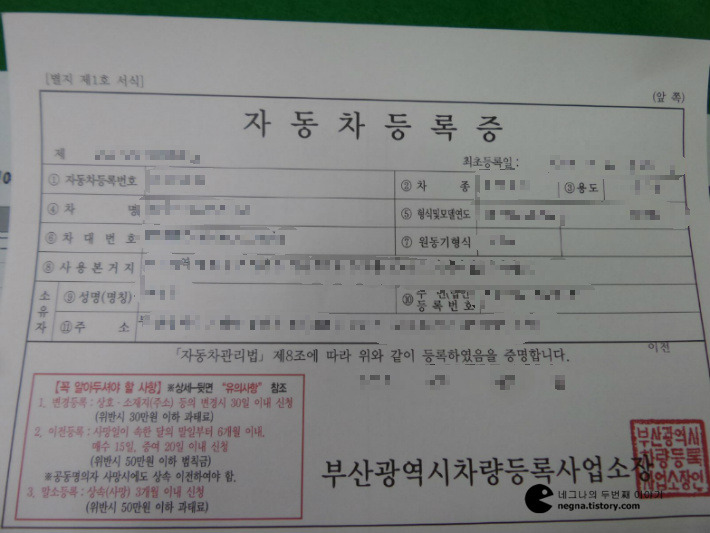 [별지 제1호 서식]
(앞 쪽)
자 동 차 등 록 증
제
최초등록일 :
① 자동차등록번호
② 차 종
③ 용도
④ 차 명
⑤ 형식및모델연도
⑥ 차 대 번 호
⑦ 원동기형식
⑧ 사 용 본 거 지
소유자
⑨ 성명(명칭)
⑩
등 록 번 호
⑪ 주 소
「자동차관리법」 제8조에 따라 위와 같이 등록하였음을 증명합니다.
이전
【꼭 알아두셔야 할 사항】 ※상세-뒷면 "유의사항" 참조
1. 변경등록 : 상호·소재지(주소) 등의 변경시 30일 이내 신청
(위반시 30만원 이하 과태료)
2. 이전등록 : 사망일이 속한 달의 말일부터 6개월 이내,
매수 15일, 증여 20일 이내 신청
(위반시 50만원 이하 범칙금)
※공동명의자 사망시에도 상속 이전하여야 함.
3. 말소등록 : 상속(사망) 3개월 이내 신청
(위반시 50만원 이하 과태료)
부산광역시차량등록사업소장
부산광역시
차량등록
사업소장인
네그나의 두번째 이야기
negna.tistory.com